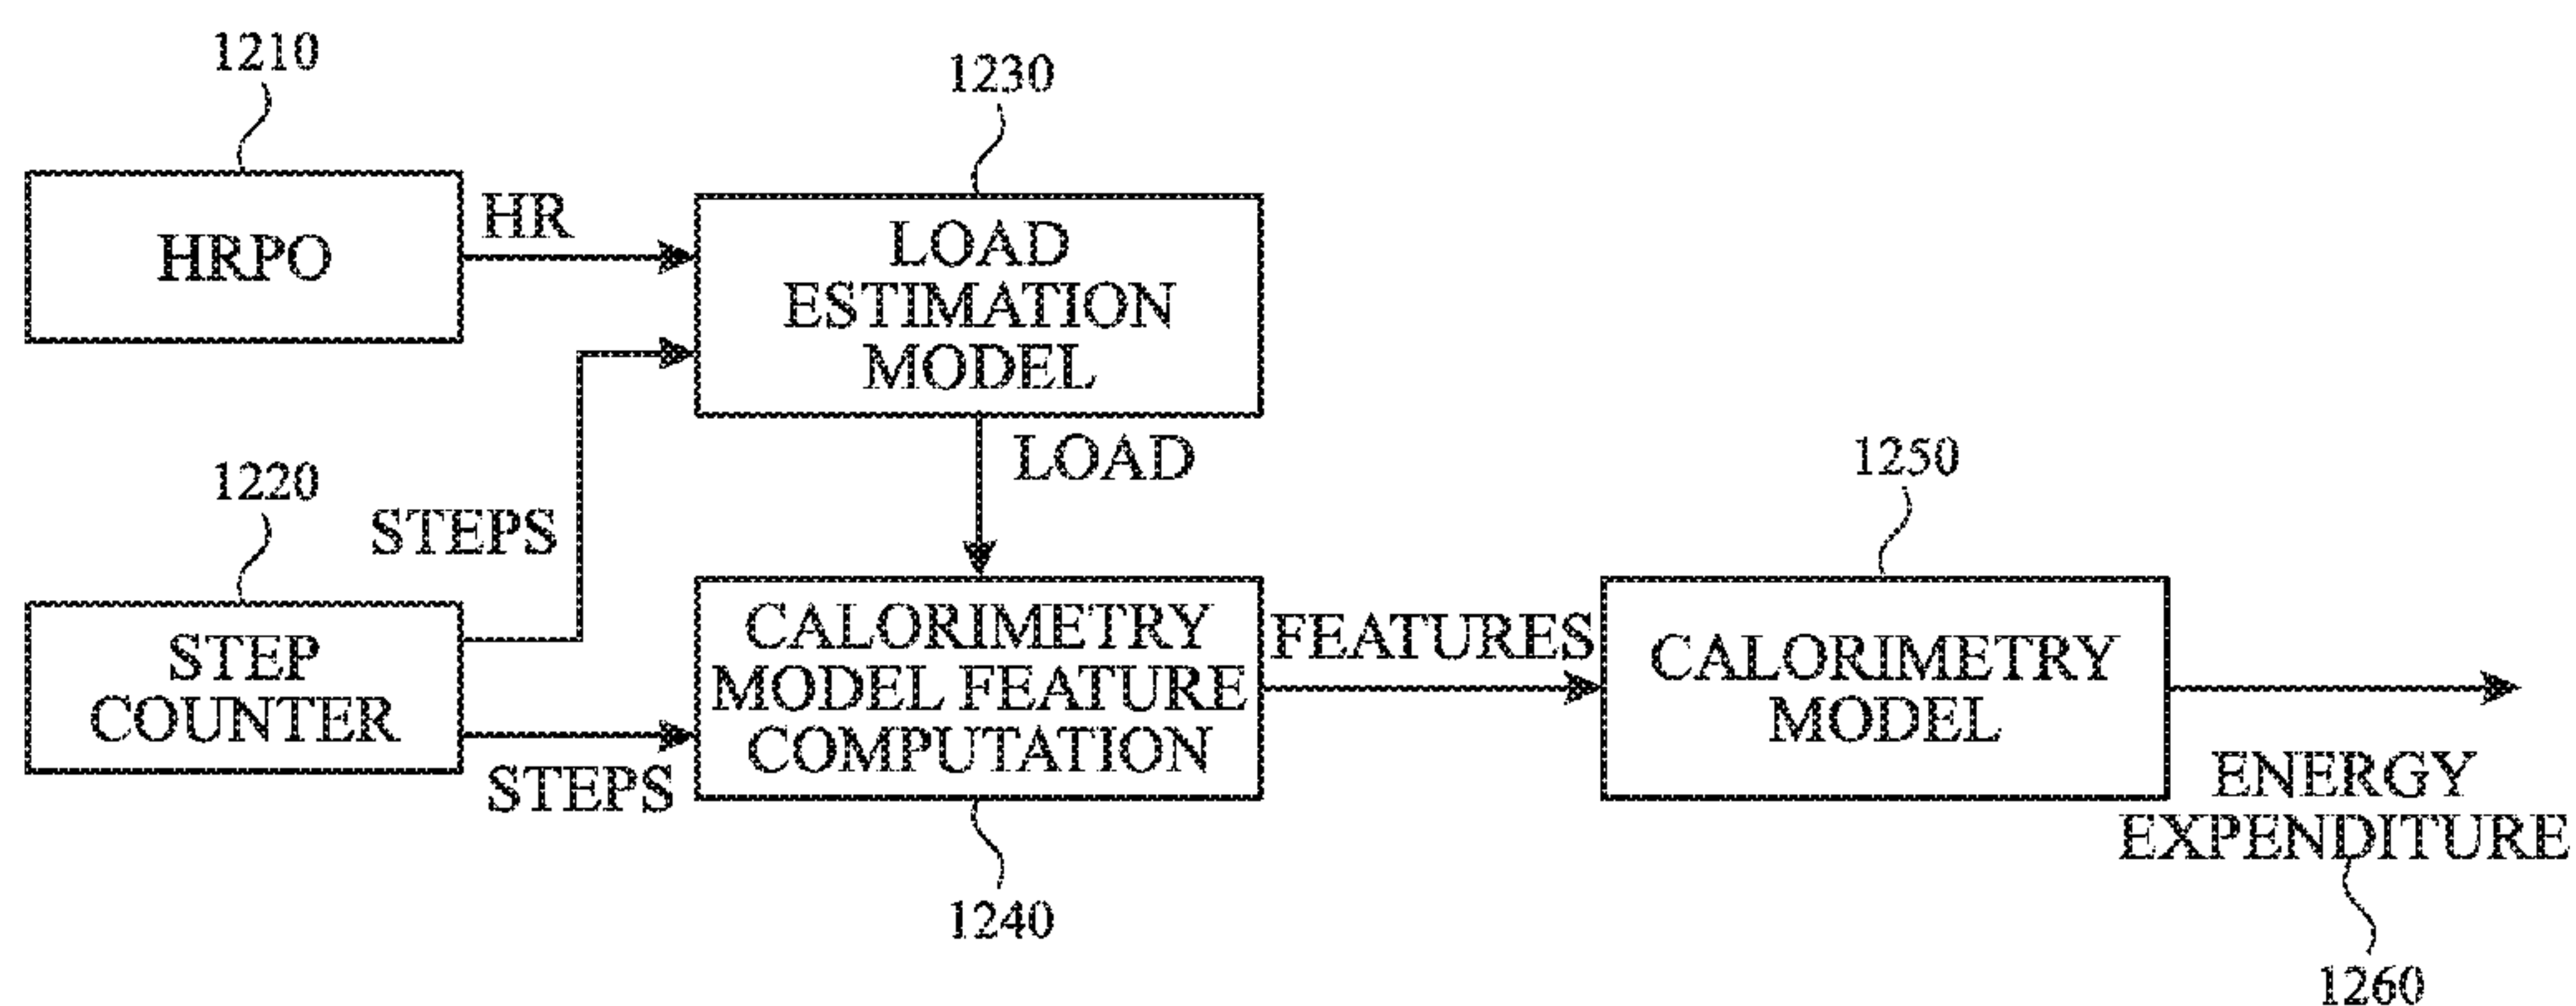 1210
1230
HRPO
HR
LOAD
ESTIMATION
MODEL
LOAD
1220
STEPS
1250
STEP
COUNTER
STEPS
CALORIMETRY
MODEL FEATURE
COMPUTATION
FEATURES
CALORIMETRY
MODEL
ENERGY
EXPENDITURE
1240
1260